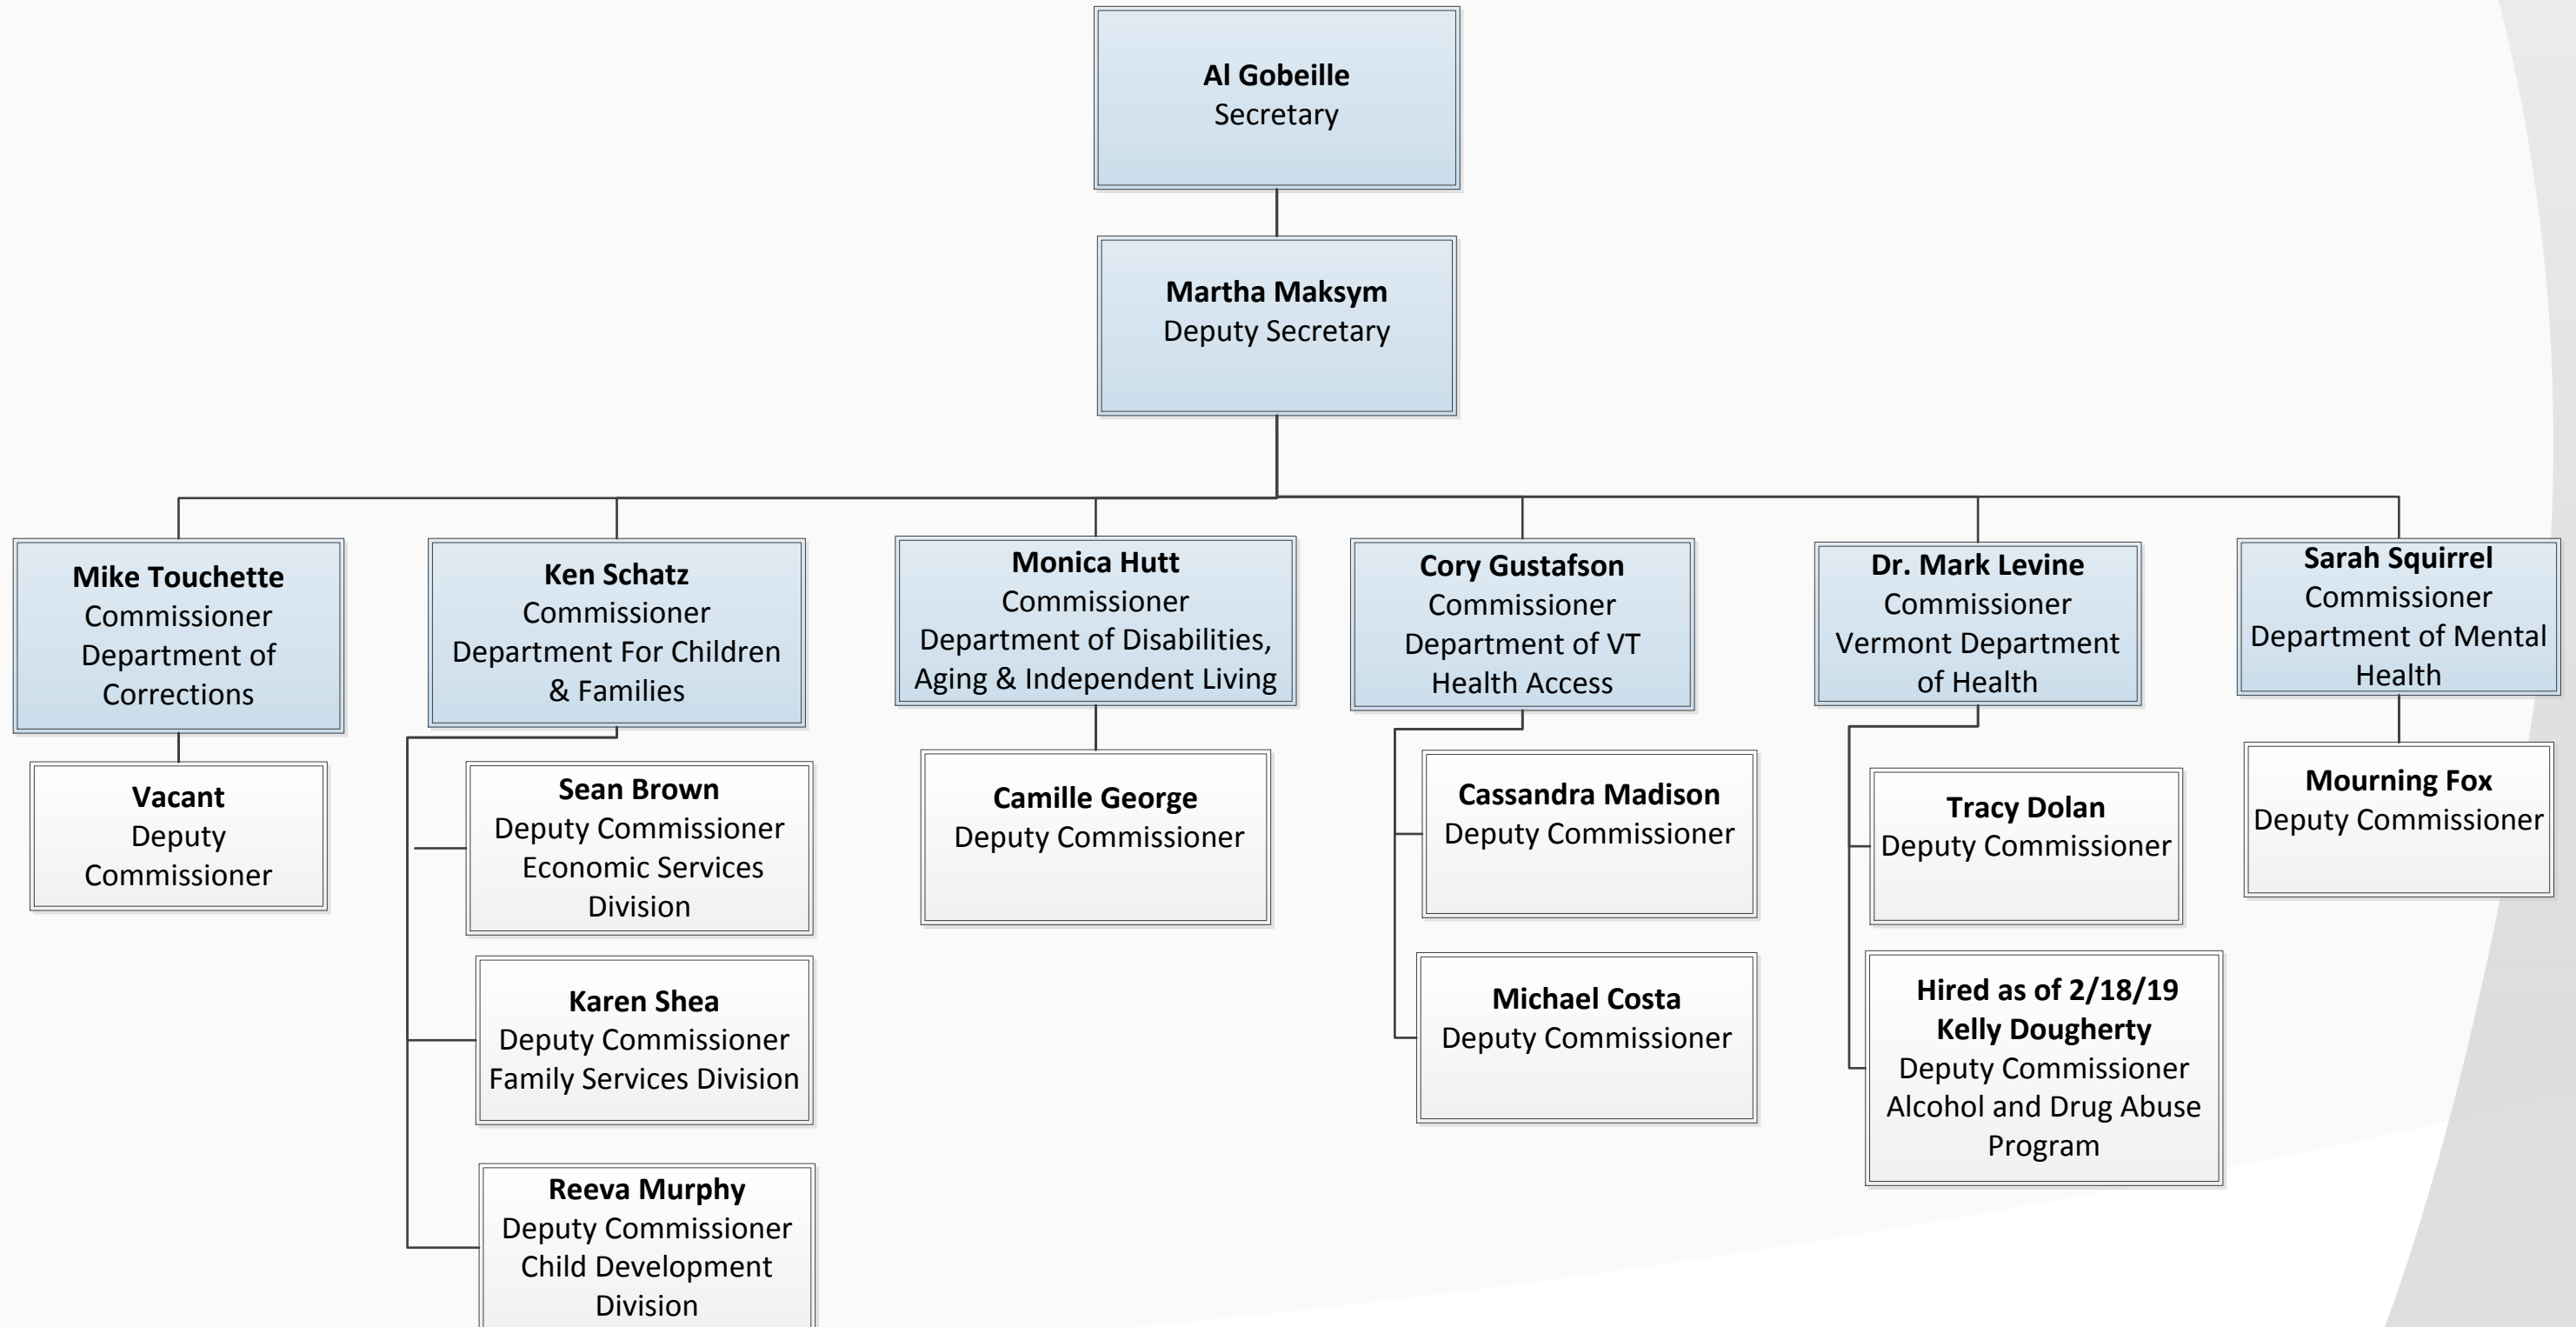 Al Gobeille
Secretary
Martha Maksym
Deputy Secretary
Mike Touchette
Commissioner
Department of
Corrections
Vacant
Deputy
Commissioner
Ken Schatz
Commissioner
Department For Children
& Families
Sean Brown
Deputy Commissioner
Economic Services
Division
Karen Shea
Deputy Commissioner
Family Services Division
Reeva Murphy
Deputy Commissioner
Child Development
Division
Monica Hutt
Commissioner
Department of Disabilities,
Aging & Independent Living
Camille George
Deputy Commissioner
Cory Gustafson
Commissioner
Department of VT
Health Access
Cassandra Madison
Deputy Commissioner
Michael Costa
Deputy Commissioner
Dr. Mark Levine
Commissioner
Vermont Department
of Health
Tracy Dolan
Deputy Commissioner
Hired as of 2/18/19
Kelly Dougherty
Deputy Commissioner
Alcohol and Drug Abuse
Program
Sarah Squirrel
Commissioner
Department of Mental
Health
Mourning Fox
Deputy Commissioner